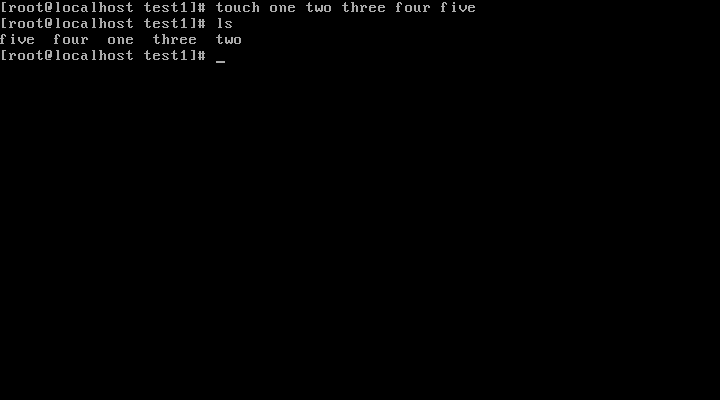 [root@localhost test1]# touch one two three four five
[root@localhost test1]# ls
five  four  one  three  two
[root@localhost test1]# _